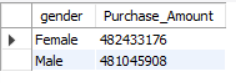 gender Purchase_Amount
Female 482433176
Male 481045908